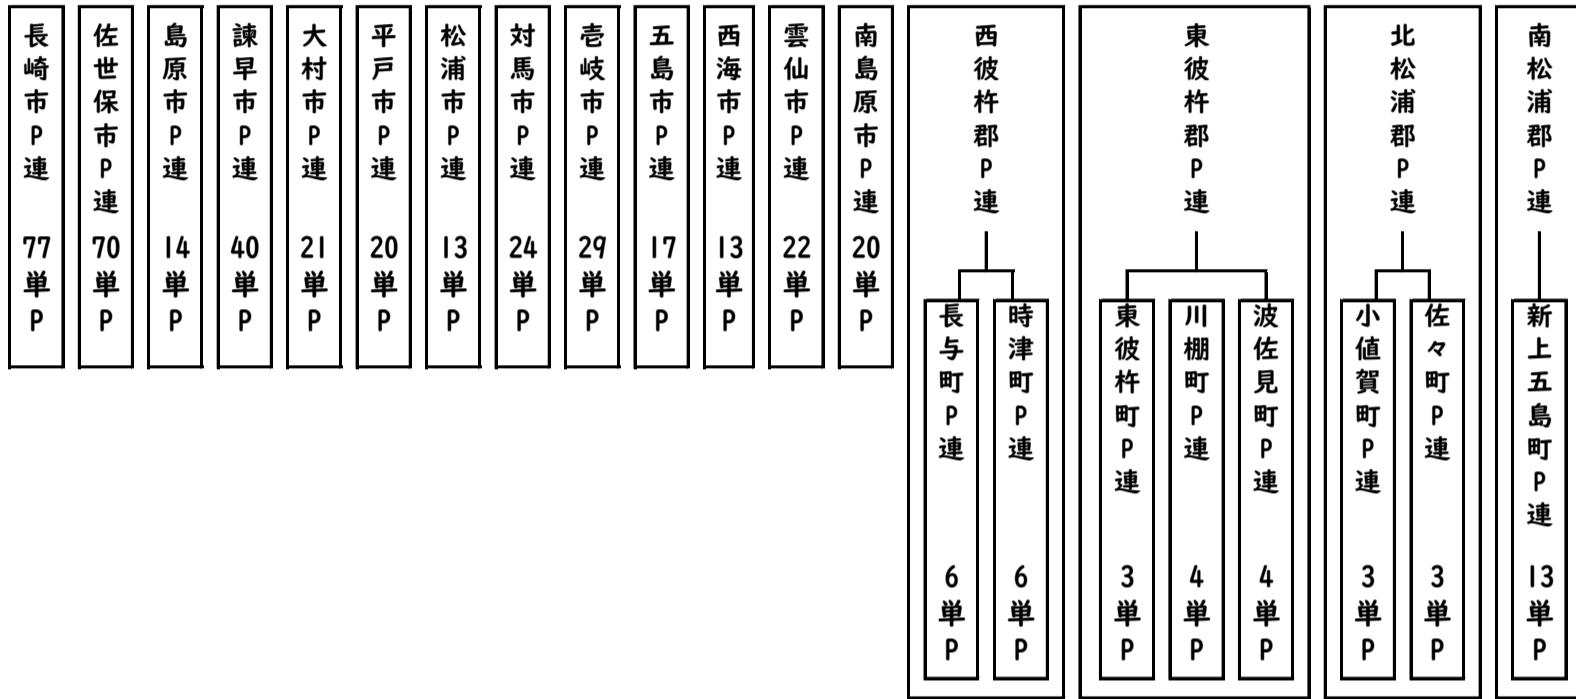 長崎市P連 77単P
佐世保市P連 70単P
島原市P連 14単P
諫早市P連 40単P
大村市P連 21単P
平戸市P連 20単P
松浦市P連 13単P
対馬市P連 24単P
壱岐市P連 29単P
五島市P連 17単P
西海市P連 13単P
雲仙市P連 22単P
南島原市P連 20単P
西彼杵郡P連
長与町P連 6単P
時津町P連 6単P
東彼杵郡P連
東彼杵町P連 3単P
川棚町P連 4単P
波佐見町P連 4単P
北松浦郡P連
小値賀町P連 3単P
佐々町P連 3単P
南松浦郡P連
新上五島町P連 13単P